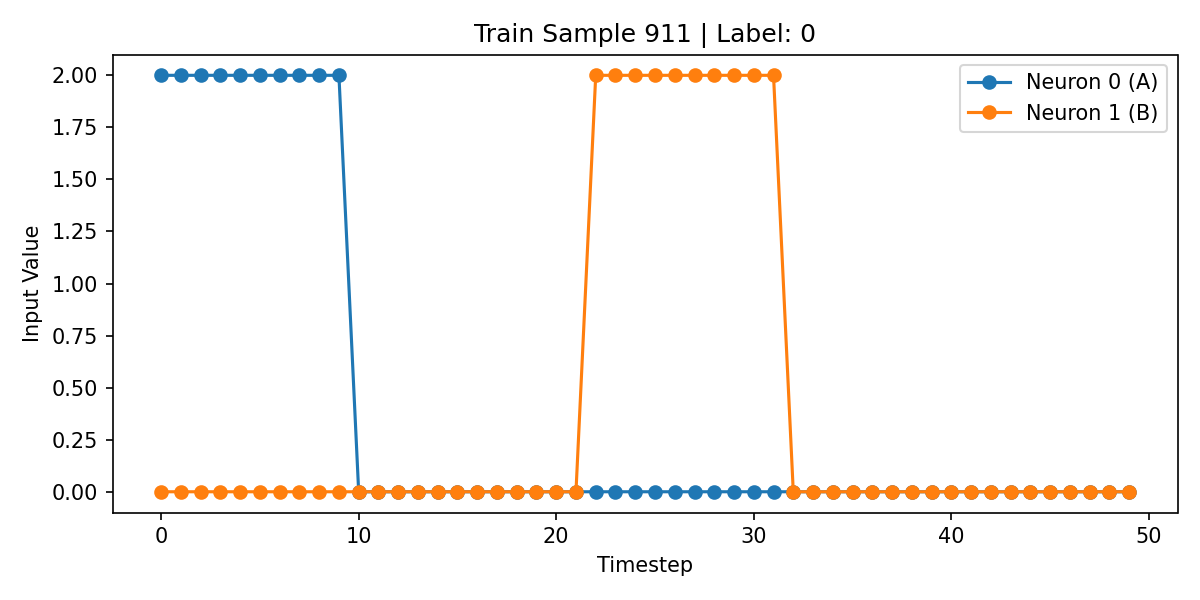 Train Sample 911 | Label: 0
Neuron 0 (A)
Neuron 1 (B)
Input Value
2.00
1.75
1.50
1.25
1.00
0.75
0.50
0.25
0.00
0 10 20 30 40 50
Timestep